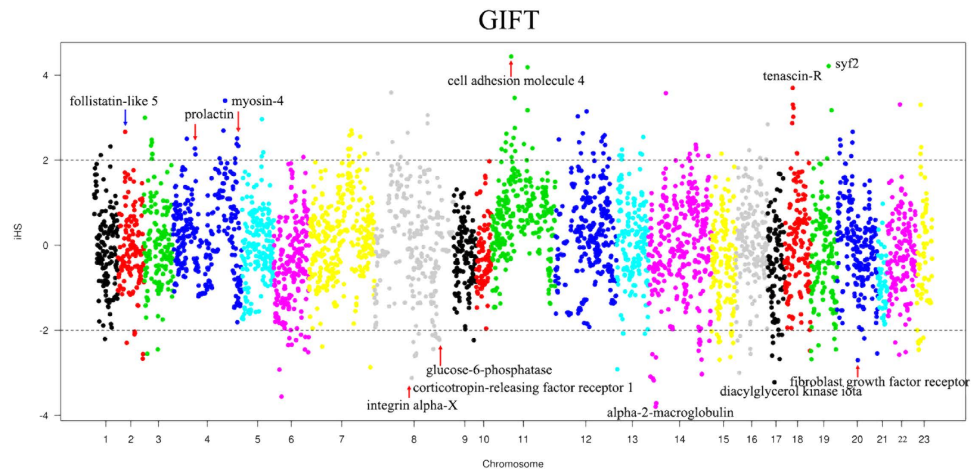 GIFT
iHS
4
2
0
-2
-4
cell adhesion molecule 4
syf2
tenascin-R
follistatin-like 5
myosin-4
prolactin
glucose-6-phosphatase
corticotropin-releasing factor receptor 1
integrin alpha-X
alpha-2-macroglobulin
fibroblast growth factor receptor
diacylglycerol kinase iota
1 2 3 4 5 6 7 8 9 10 11 12 13 14 15 16 17 18 19 20 21 22 23
Chromosome